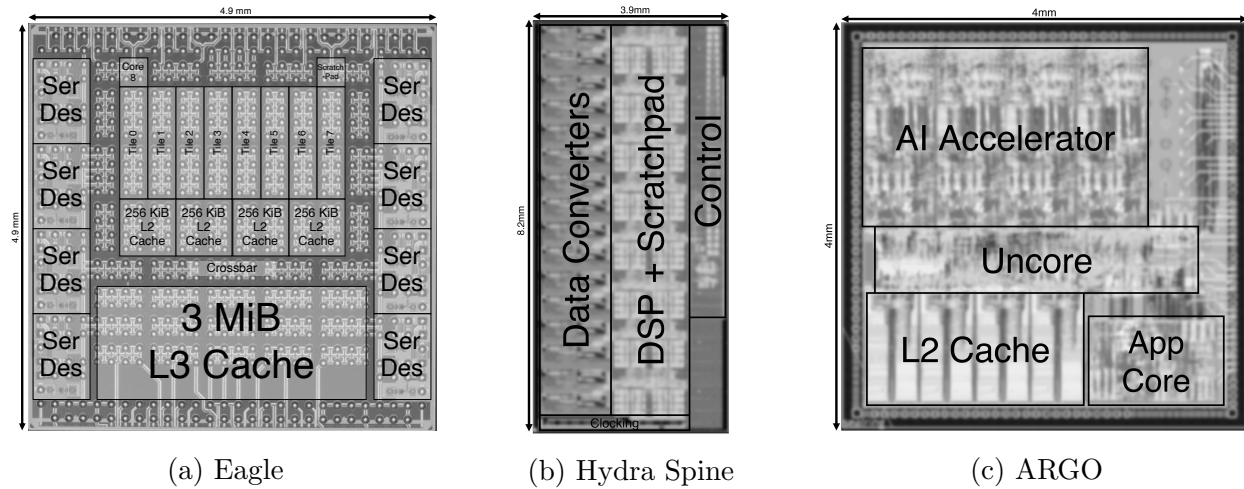 4.9 mm
4.9 mm
Ser
Des
Ser
Des
Ser
Des
Ser
Des
Core
8
Scratch
-Pad
Tile 0
Tile 1
Tile 2
Tile 3
Tile 4
Tile 5
Tile 6
Tile 7
256 KiB
L2
Cache
256 KiB
L2
Cache
256 KiB
L2
Cache
256 KiB
L2
Cache
Crossbar
3 MiB
L3 Cache
Ser
Des
Ser
Des
Ser
Des
Ser
Des
(a) Eagle
3.9mm
8.2mm
Data Converters
DSP + Scratchpad
Control
Clocking
(b) Hydra Spine
4mm
4mm
AI Accelerator
Uncore
L2 Cache
App
Core
(c) ARGO